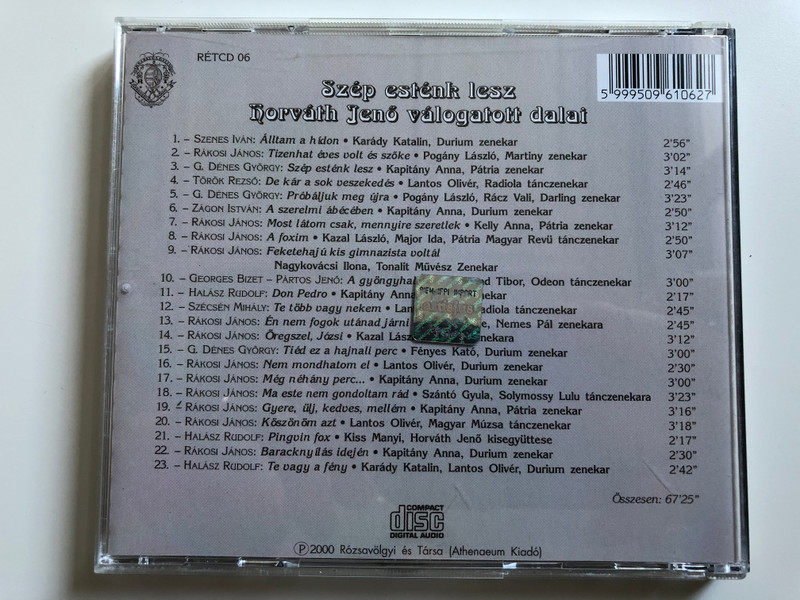 RÉTCD 06
5 999509 610627
Szép esténk lesz
Horváth Jenő válogatott dalai
1. – SZENES IVÁN: Álltam a hídon • Karády Katalin, Durium zenekar 2'56"
2. – RÁKOSI JÁNOS: Tizenhat éves volt és szőke • Pogány László, Martiny zenekar 3'02"
3. – G. DÉNES GYÖRGY: Szép esténk lesz • Kapitány Anna, Pátria zenekar 3'14"
4. – TÖRÖK REZSŐ: De kár a sok veszekedés • Lantos Olivér, Radiola tánczenekar 2'46"
5. – G. DÉNES GYÖRGY: Próbáljuk meg újra • Pogány László, Rácz Vali, Darling zenekar 3'23"
6. – ZÁGON ISTVÁN: A szerelmi ábécében • Kapitány Anna, Durium zenekar 2'50"
7. – RÁKOSI JÁNOS: Most látom csak, mennyire szeretlek • Kelly Anna, Pátria zenekar 3'12"
8. – RÁKOSI JÁNOS: A foxim • Kazal László, Major Ida, Pátria Magyar Revü tánczenekar 2'50"
9. – RÁKOSI JÁNOS: Feketehajú kis gimnazista voltál 3'07"
Nagykovácsi Ilona, Tonalit Művész Zenekar
10. – GEORGES BIZET – PÁRTOS JENŐ: A gyöngyha d Tibor, Odeon tánczenekar 3'00"
11. – HALÁSZ RUDOLF: Don Pedro • Kapitány Anna ekar 2'17"
12. – SZÉCSÉN MIHÁLY: Te több vagy nekem • Lan adiola tánczenekar 2'45"
13. – RÁKOSI JÁNOS: Én nem fogok utánad járni e, Nemes Pál zenekara 2'45"
14. – RÁKOSI JÁNOS: Öregszel, Józsi • Kazal Lász nekara 3'12"
15. – G. DÉNES GYÖRGY: Tiéd ez a hajnali perc • Fényes Kató, Durium zenekar 3'00"
16. – RÁKOSI JÁNOS: Nem mondhatom el • Lantos Olivér, Durium zenekar 2'30"
17. – RÁKOSI JÁNOS: Még néhány perc... • Kapitány Anna, Durium zenekar 3'00"
18. – RÁKOSI JÁNOS: Ma este nem gondoltam rád • Szántó Gyula, Solymossy Lulu tánczenekara 3'23"
19. – RÁKOSI JÁNOS: Gyere, ülj, kedves, mellém • Kapitány Anna, Pátria zenekar 3'16"
20. – RÁKOSI JÁNOS: Köszönöm azt • Lantos Olivér, Magyar Múzsa tánczenekar 3'18"
21. – HALÁSZ RUDOLF: Pingvin fox • Kiss Manyi, Horváth Jenő kisegyüttese 2'17"
22. – RÁKOSI JÁNOS: Baracknyílás idején • Kapitány Anna, Durium zenekar 2'30"
23. – HALÁSZ RUDOLF: Te vagy a fény • Karády Katalin, Lantos Olivér, Durium zenekar 2'42"
Összesen: 67'25"
COMPACT
disc
DIGITAL AUDIO
Ⓟ 2000 Rózsavölgyi és Társa (Athenaeum Kiadó)